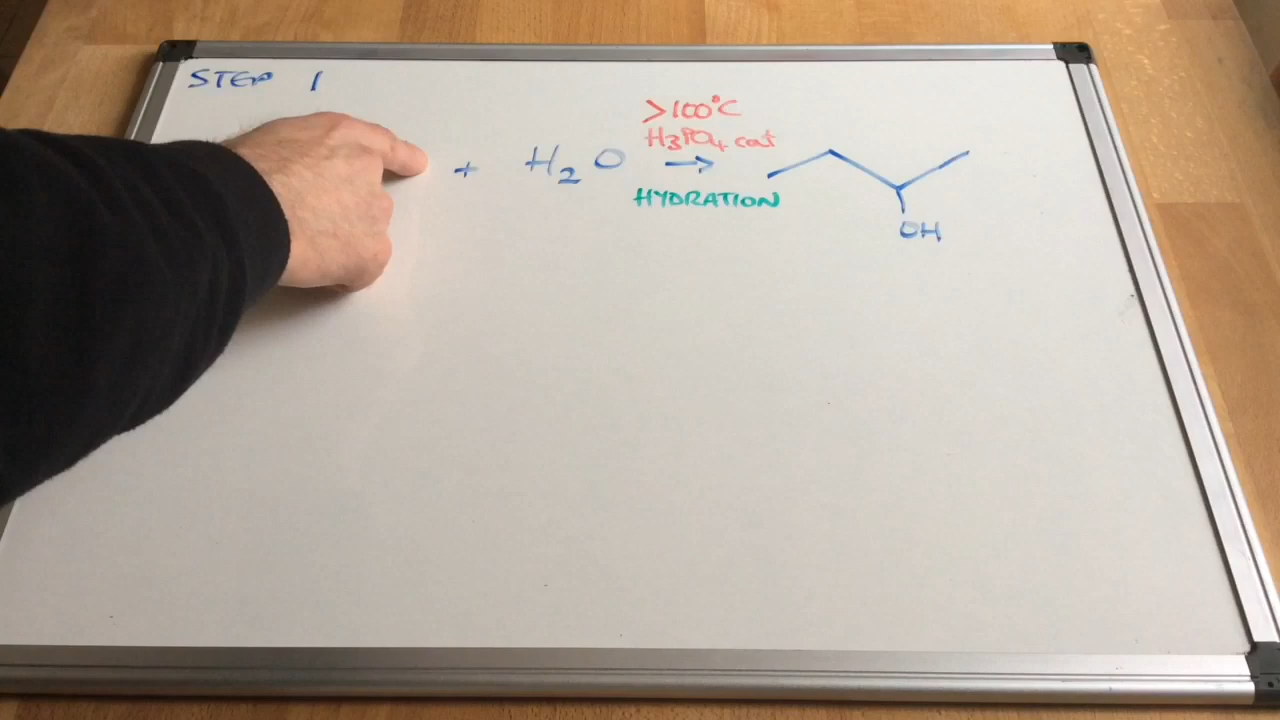 STEP 1
>100°C
H₃PO₄ cat
+ H₂O →
HYDRATION
OH